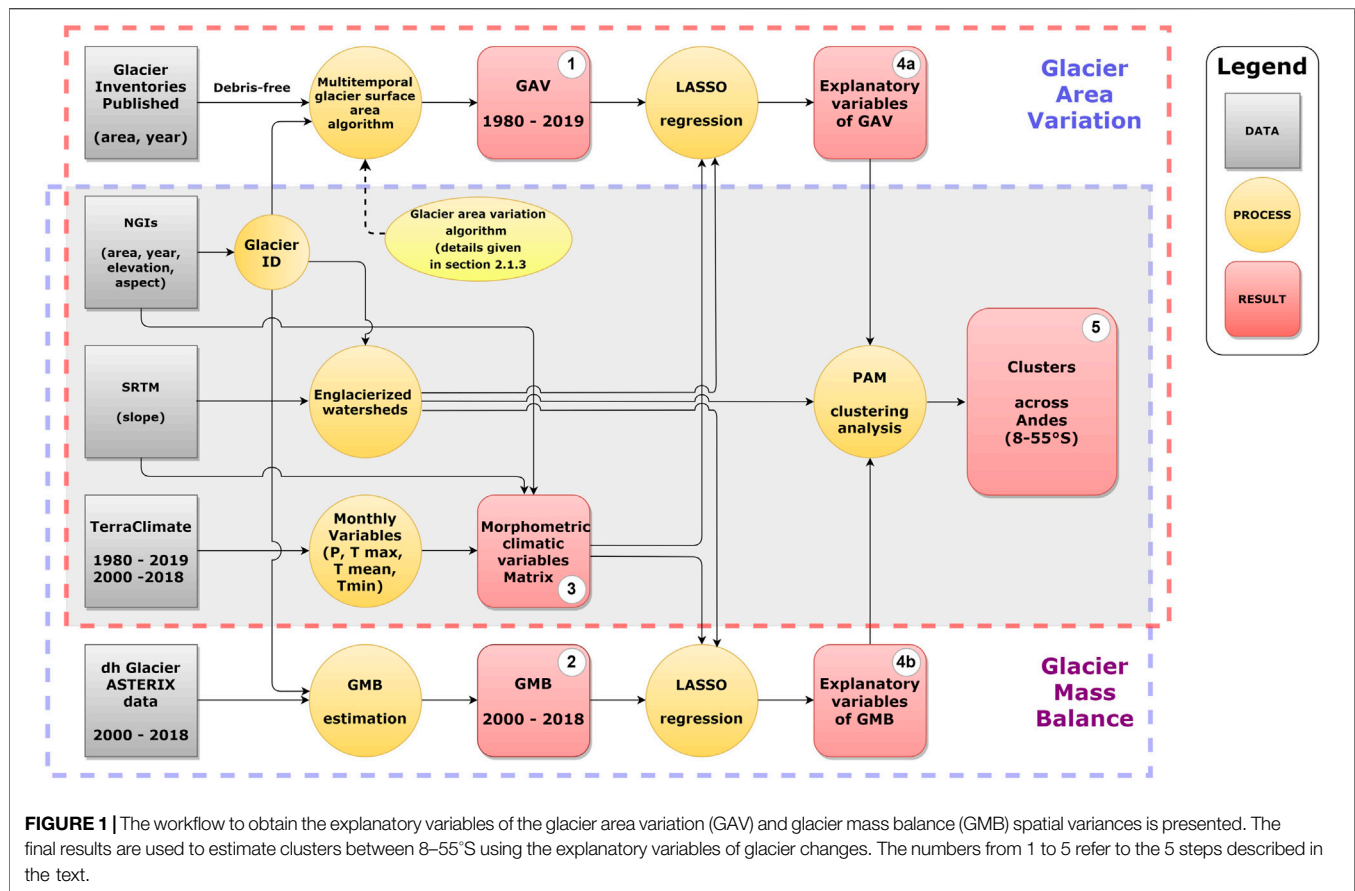 Glacier
Inventories
Published
(area, year)
Debris-free
Multitemporal
glacier surface
area
algorithm
1
GAV
1980 - 2019
LASSO
regression
4a
Explanatory
variables
of GAV
Glacier
Area
Variation
Legend
DATA
PROCESS
RESULT
NGIs
(area, year,
elevation,
aspect)
Glacier
ID
Glacier area variation
algorithm
(details given
in section 2.1.3
SRTM
(slope)
Englacierized
watersheds
PAM
clustering
analysis
5
Clusters
across
Andes
(8-55°S)
TerraClimate
1980 - 2019
2000 -2018
Monthly
Variables
(P, T max,
T mean,
Tmin)
Morphometric
climatic
variables
Matrix
3
dh Glacier
ASTERIX
data
2000 - 2018
GMB
estimation
2
GMB
2000 - 2018
LASSO
regression
4b
Explanatory
variables
of GMB
Glacier
Mass
Balance
FIGURE 1 | The workflow to obtain the explanatory variables of the glacier area variation (GAV) and glacier mass balance (GMB) spatial variances is presented. The
final results are used to estimate clusters between 8–55°S using the explanatory variables of glacier changes. The numbers from 1 to 5 refer to the 5 steps described in
the text.